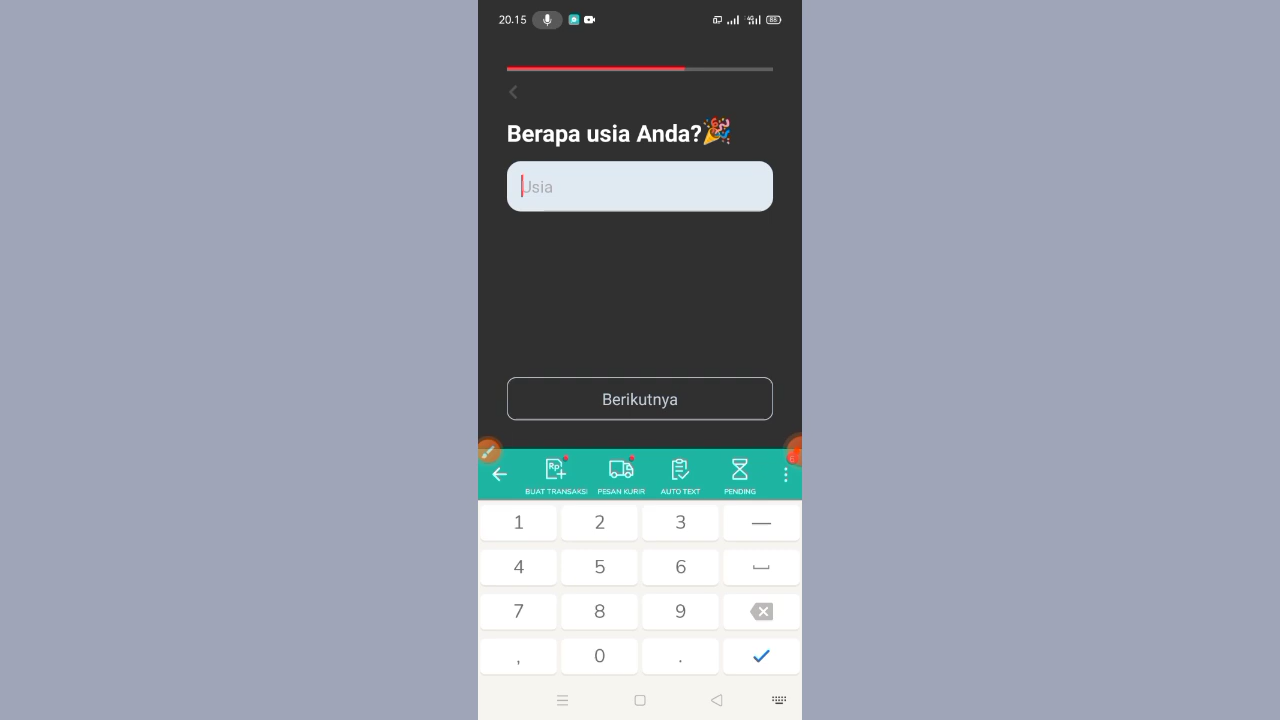 20.15
Berapa usia Anda?🎉
Usia
Berikutnya
BUAT TRANSAKSI PESAN KURIR AUTO TEXT PENDING
1 2 3 —
4 5 6
7 8 9
, 0 .